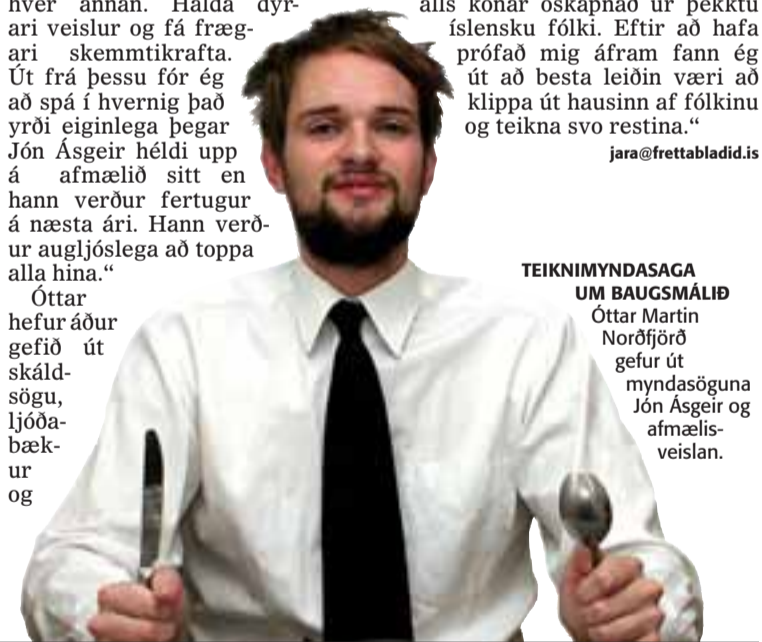 hver annan. Halda dýr-
ari veislur og fá fræg-
ari skemmtikrafta.
Út frá þessu fór ég
að spá í hvernig það
yrði eiginlega þegar
Jón Ásgeir héldi upp
á afmælið sitt en
hann verður fertugur
á næsta ári. Hann verð-
ur augljóslega að toppa
alla hina.“
Óttar
hefur áður
gefið út
skáld-
sögu,
ljóða-
bæk-
ur
og
alls konar óskapnað úr þekktu
íslensku fólki. Eftir að hafa
prófað mig áfram fann ég
út að besta leiðin væri að
klippa út hausinn af fólkinu
og teikna svo restina.“
jara@frettabladid.is
TEIKNIMYNDASAGA
UM BAUGSMÁLIÐ
Óttar Martin
Norðfjörð
gefur út
myndasöguna
Jón Ásgeir og
afmælis-
veislan.